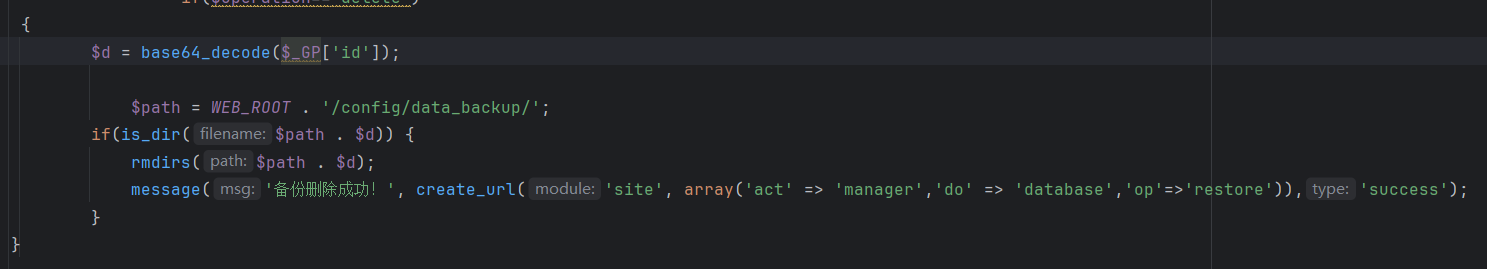 if($operation=='delete')
{
$d = base64_decode($_GP['id']);
$path = WEB_ROOT . '/config/data_backup/';
if(is_dir( filename: $path . $d)) {
rmdirs( path: $path . $d);
message( msg: '备份删除成功！', create_url( module: 'site', array('act' => 'manager','do' => 'database','op'=>'restore')), type: 'success');
}
}